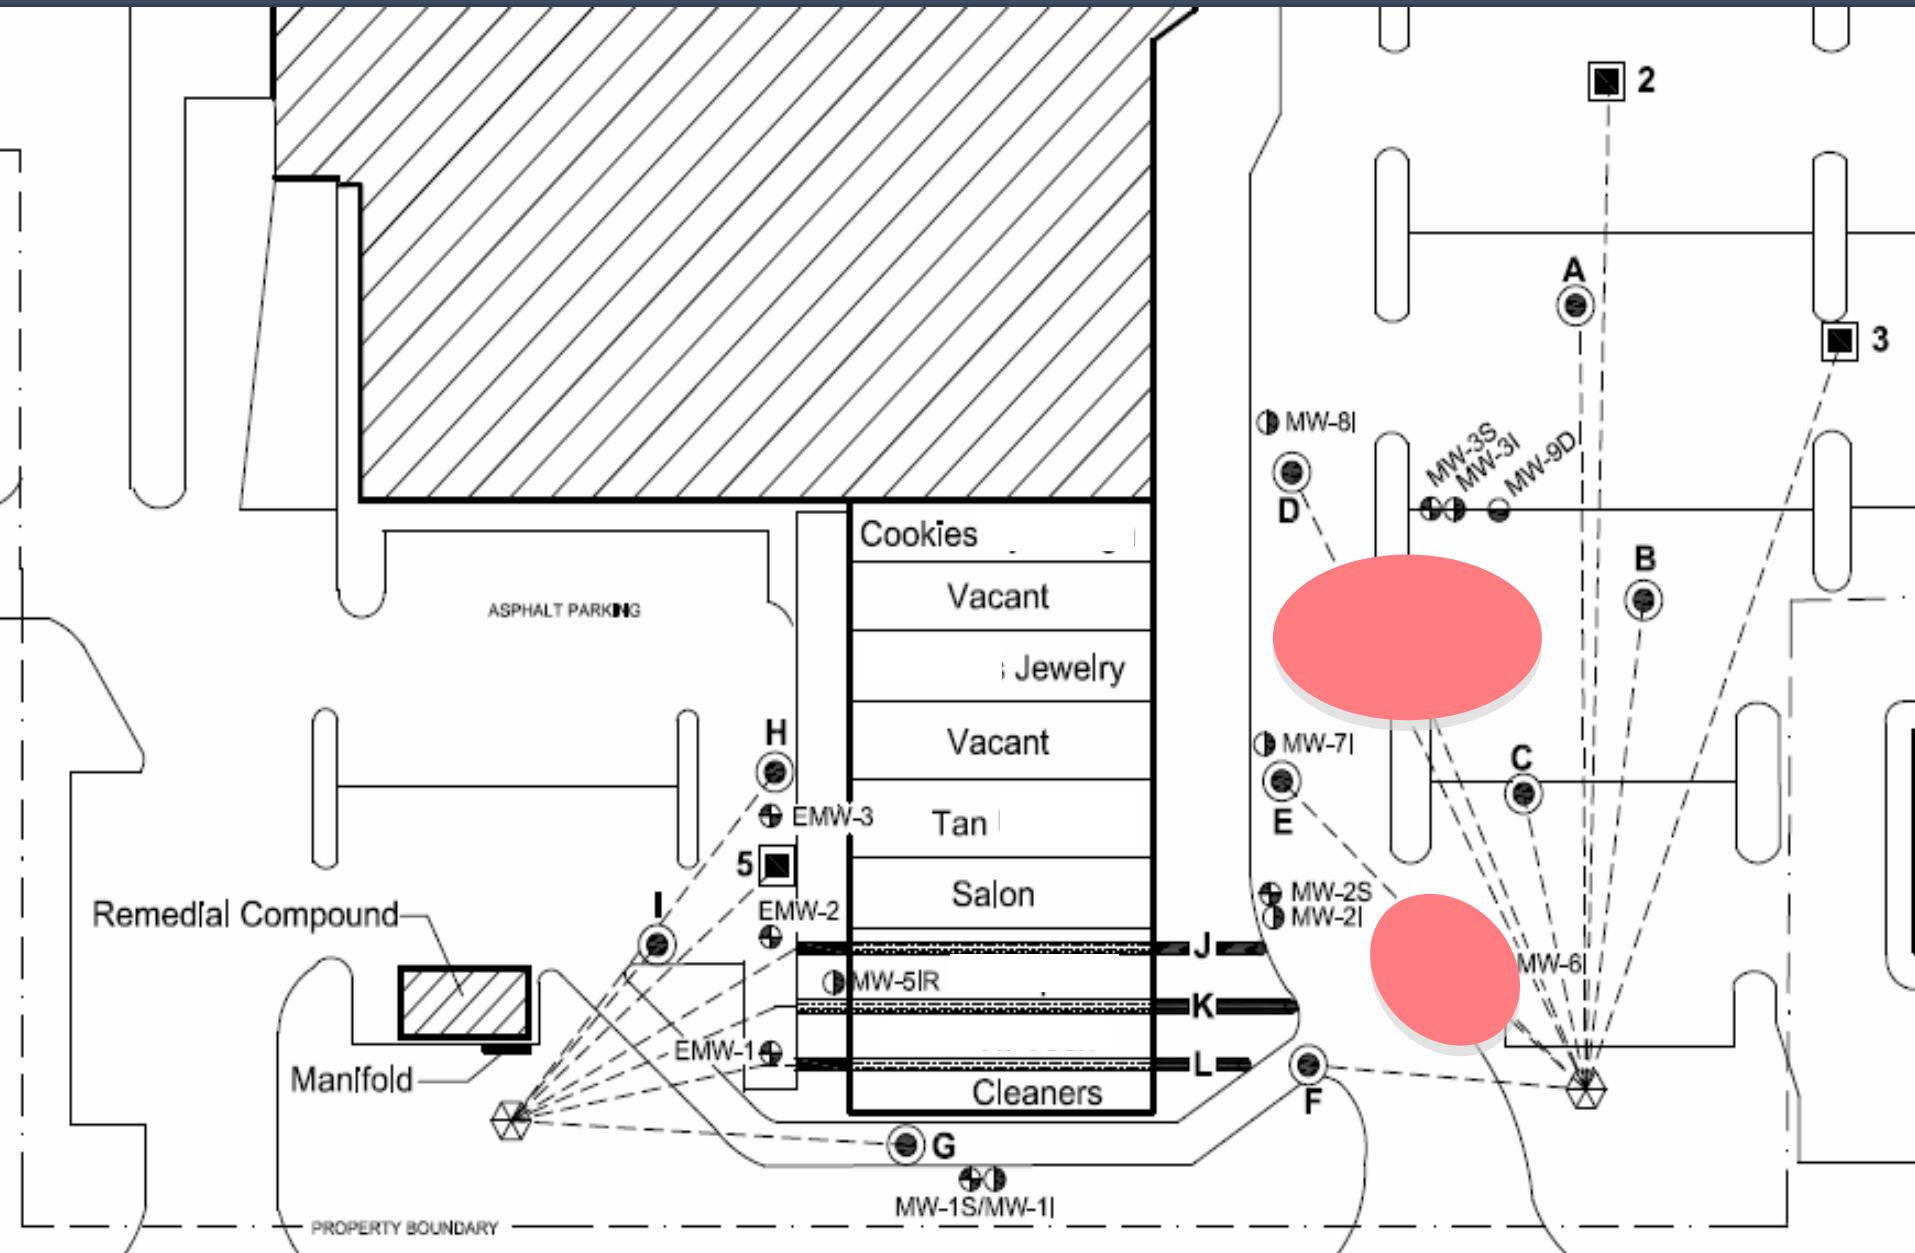 2
A
3
MW-8I
MW-3S
MW-3I
MW-9D
D
Cookies
B
Vacant
ASPHALT PARKING
Jewelry
H
Vacant
MW-7I
C
EMW-3
Tan
E
5
Salon
MW-2S
I
EMW-2
MW-2I
Remedial Compound
J
MW-6I
MW-5IR
K
EMW-1
L
Manifold
Cleaners
F
G
MW-1S/MW-1I
PROPERTY BOUNDARY